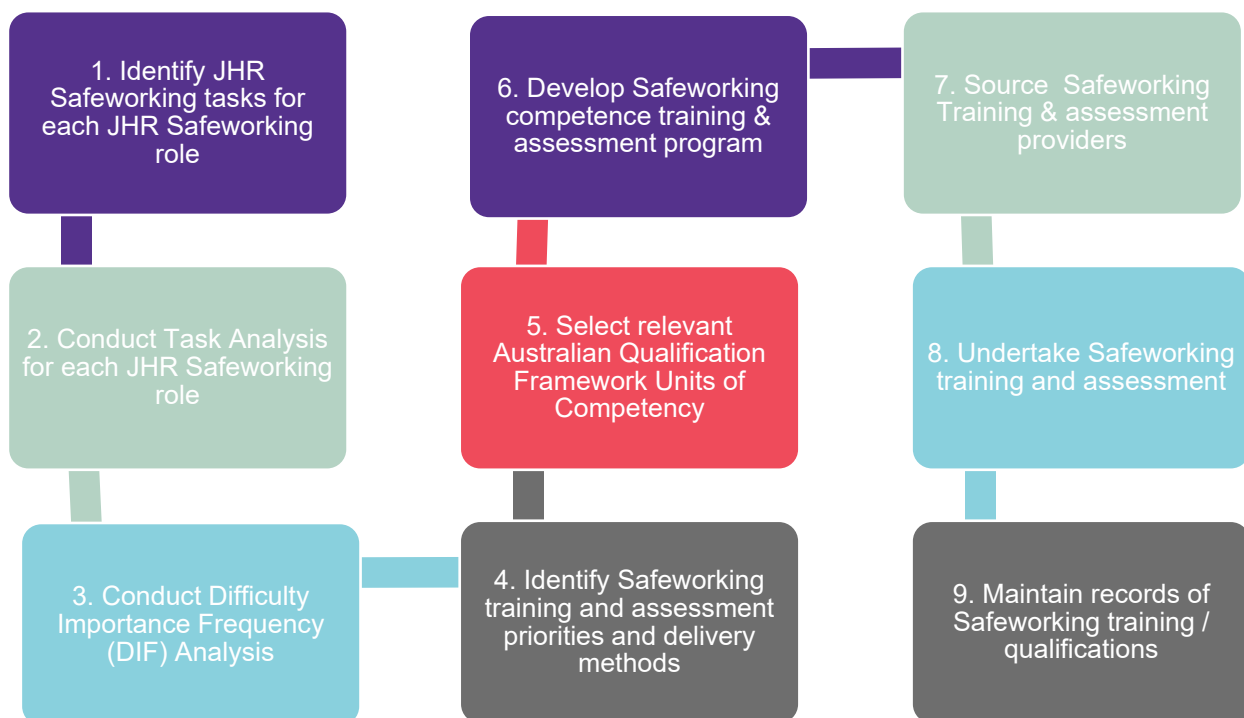 1. Identify JHR
Safeworking tasks for
each JHR Safeworking
role
2. Conduct Task Analysis
for each JHR Safeworking
role
3. Conduct Difficulty
Importance Frequency
(DIF) Analysis
4. Identify Safeworking
training and assessment
priorities and delivery
methods
5. Select relevant
Australian Qualification
Framework Units of
Competency
6. Develop Safeworking
competence training &
assessment program
7. Source Safeworking
Training & assessment
providers
8. Undertake Safeworking
training and assessment
9. Maintain records of
Safeworking training /
qualifications